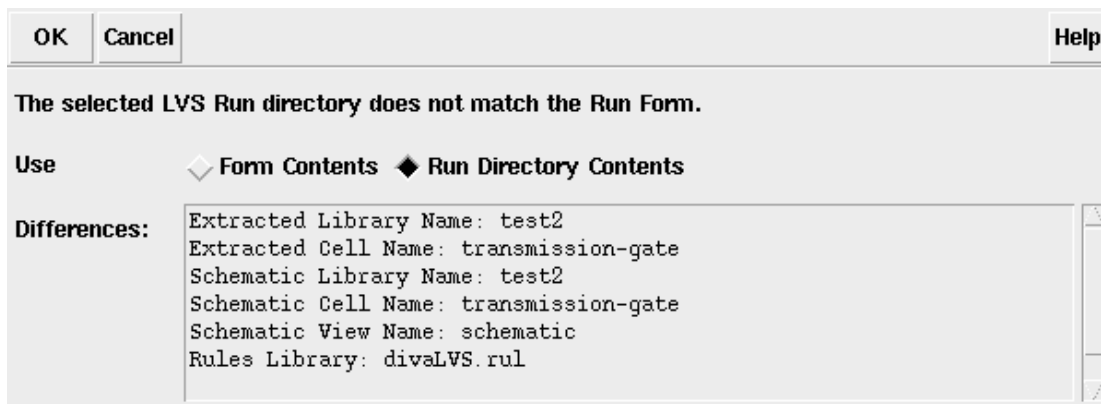 OK Cancel Help
The selected LVS Run directory does not match the Run Form.
Use Form Contents Run Directory Contents
Differences: Extracted Library Name: test2
Extracted Cell Name: transmission-gate
Schematic Library Name: test2
Schematic Cell Name: transmission-gate
Schematic View Name: schematic
Rules Library: divaLVS.rul